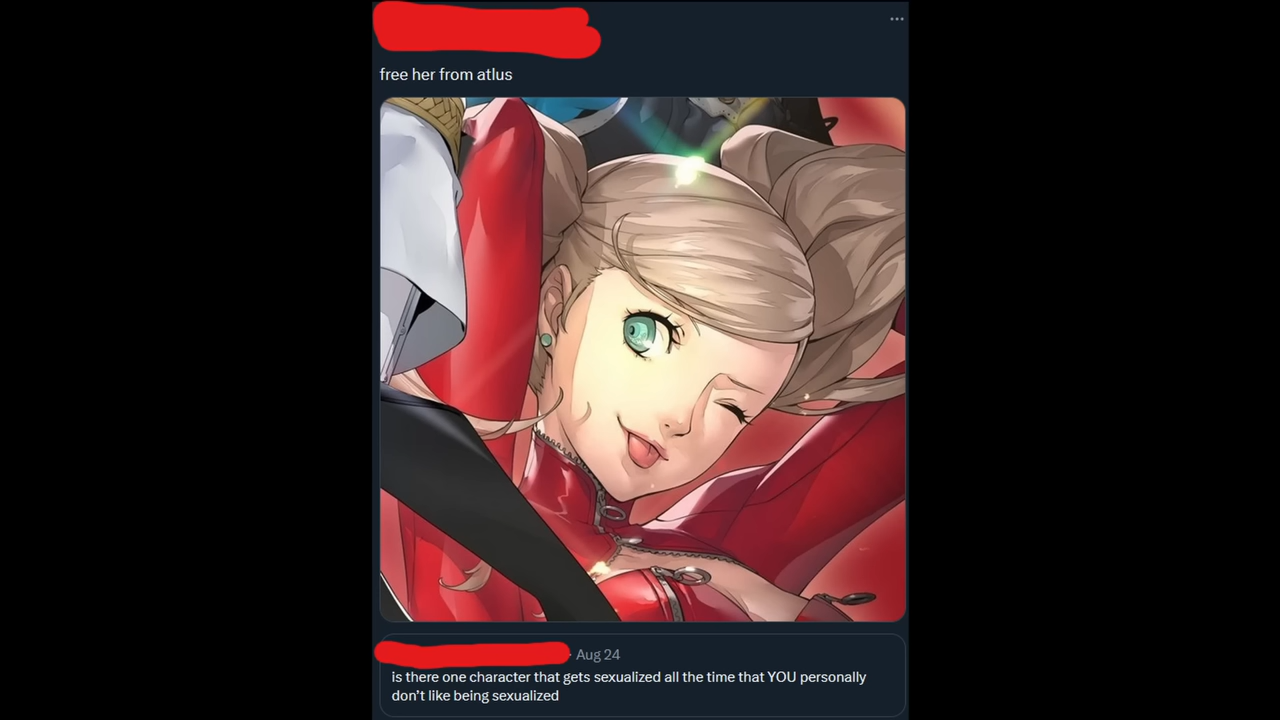 free her from atlus
· Aug 24
is there one character that gets sexualized all the time that YOU personally
don't like being sexualized